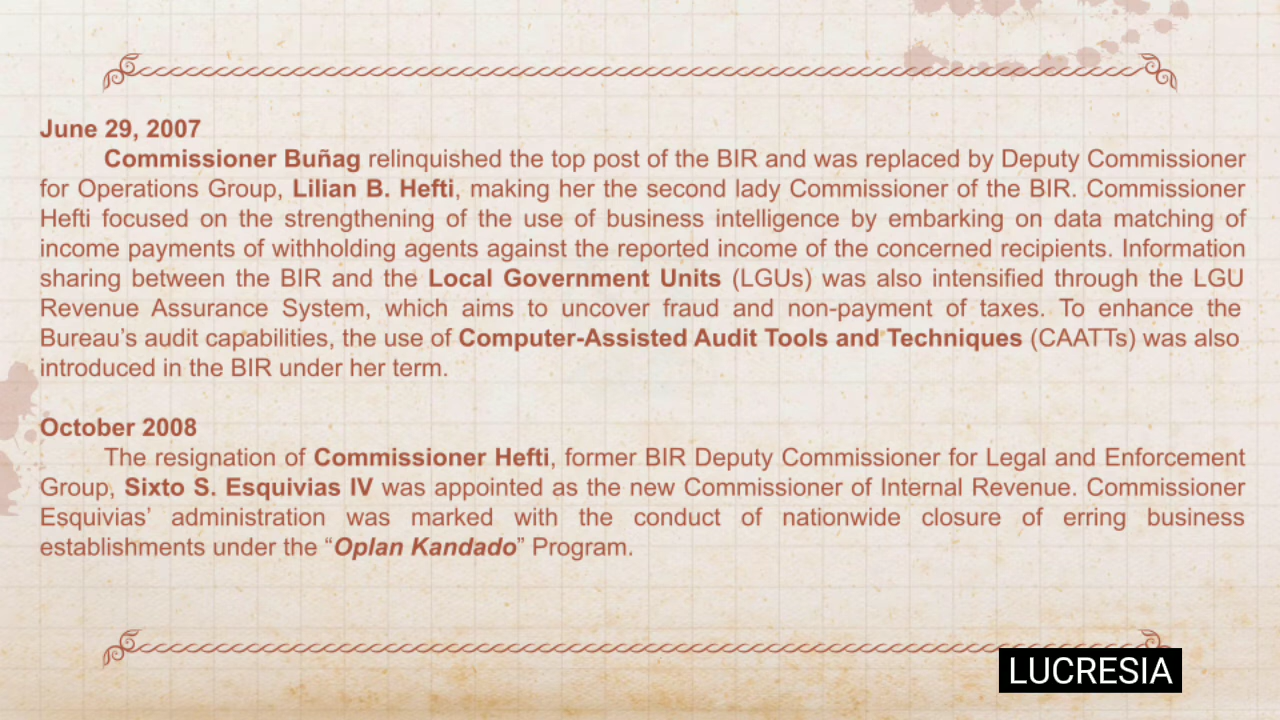 June 29, 2007
Commissioner Buñag relinquished the top post of the BIR and was replaced by Deputy Commissioner
for Operations Group, Lilian B. Hefti, making her the second lady Commissioner of the BIR. Commissioner
Hefti focused on the strengthening of the use of business intelligence by embarking on data matching of
income payments of withholding agents against the reported income of the concerned recipients. Information
sharing between the BIR and the Local Government Units (LGUs) was also intensified through the LGU
Revenue Assurance System, which aims to uncover fraud and non-payment of taxes. To enhance the
Bureau’s audit capabilities, the use of Computer-Assisted Audit Tools and Techniques (CAATTs) was also
introduced in the BIR under her term.
October 2008
The resignation of Commissioner Hefti, former BIR Deputy Commissioner for Legal and Enforcement
Group, Sixto S. Esquivias IV was appointed as the new Commissioner of Internal Revenue. Commissioner
Esquivias’ administration was marked with the conduct of nationwide closure of erring business
establishments under the “Oplan Kandado” Program.
LUCRESIA